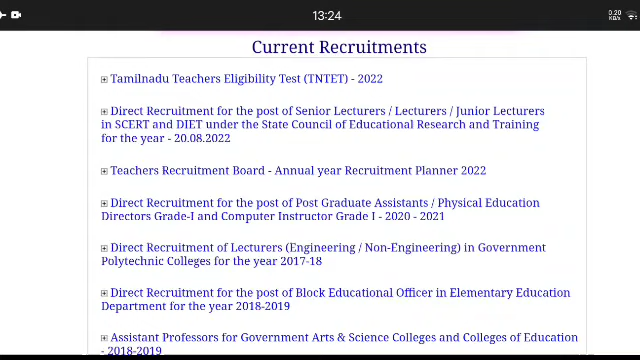 13:24
0.20
KB/s
Current Recruitments
Tamilnadu Teachers Eligibility Test (TNTET) - 2022
Direct Recruitment for the post of Senior Lecturers / Lecturers / Junior Lecturers
in SCERT and DIET under the State Council of Educational Research and Training
for the year - 20.08.2022
Teachers Recruitment Board - Annual year Recruitment Planner 2022
Direct Recruitment for the post of Post Graduate Assistants / Physical Education
Directors Grade-I and Computer Instructor Grade I - 2020 - 2021
Direct Recruitment of Lecturers (Engineering / Non-Engineering) in Government
Polytechnic Colleges for the year 2017-18
Direct Recruitment for the post of Block Educational Officer in Elementary Education
Department for the year 2018-2019
Assistant Professors for Government Arts & Science Colleges and Colleges of Education
- 2018-2019